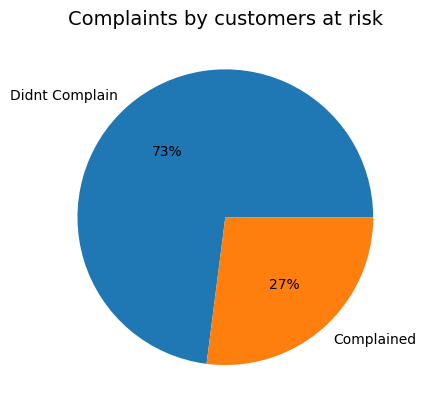 Complaints by customers at risk
Didnt Complain
73%
27%
Complained